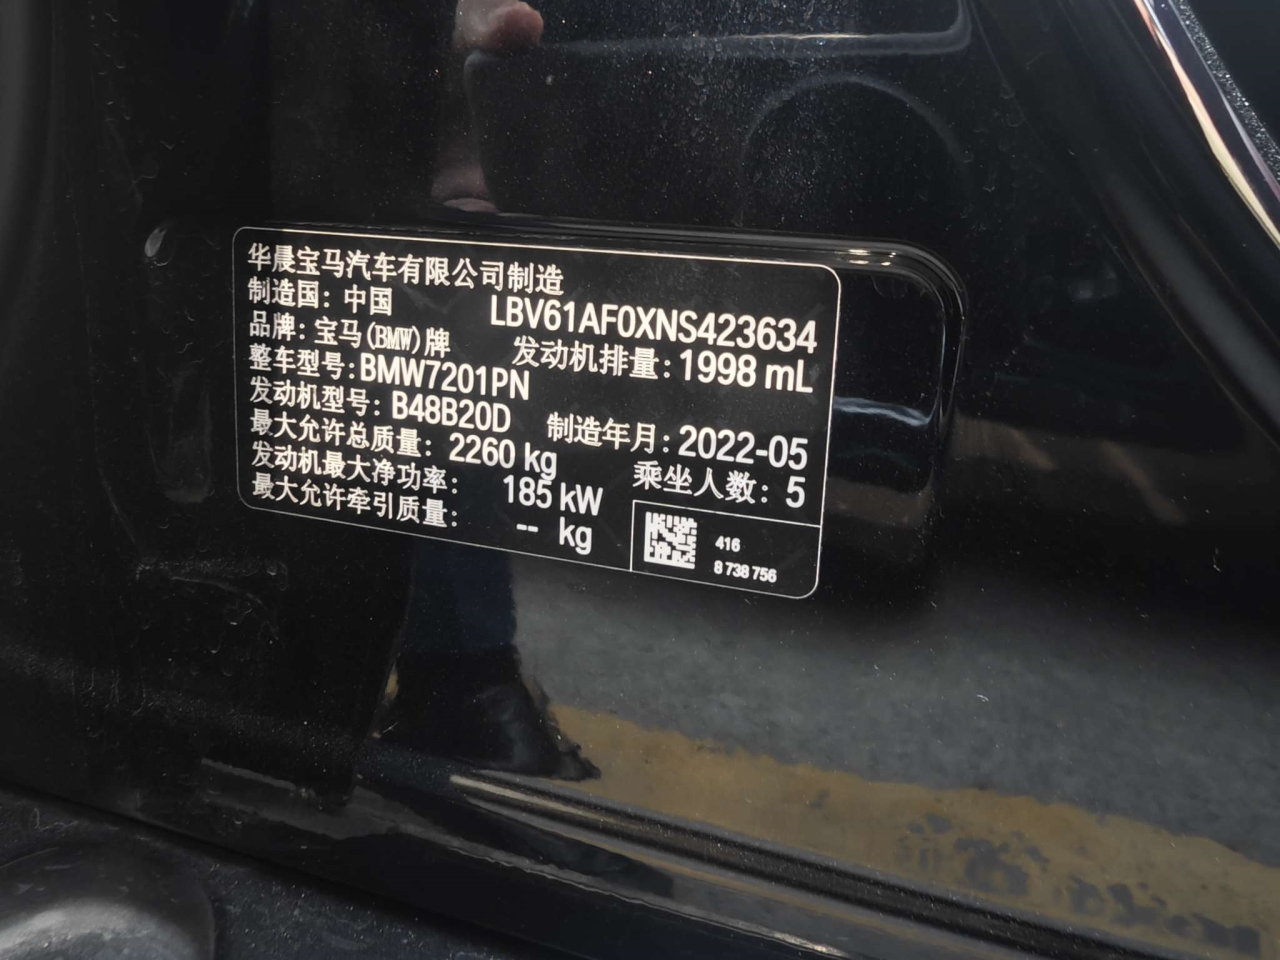 华晨宝马汽车有限公司制造
制造国：中国
LBV61AF0XNS423634
品牌：宝马(BMW)牌
发动机排量：1998 mL
整车型号：BMW7201PN
发动机型号：B48B20D
制造年月：2022-05
最大允许总质量：2260 kg
乘坐人数：5
发动机最大净功率：185 kW
最大允许牵引质量：-- kg
416
8 738 756